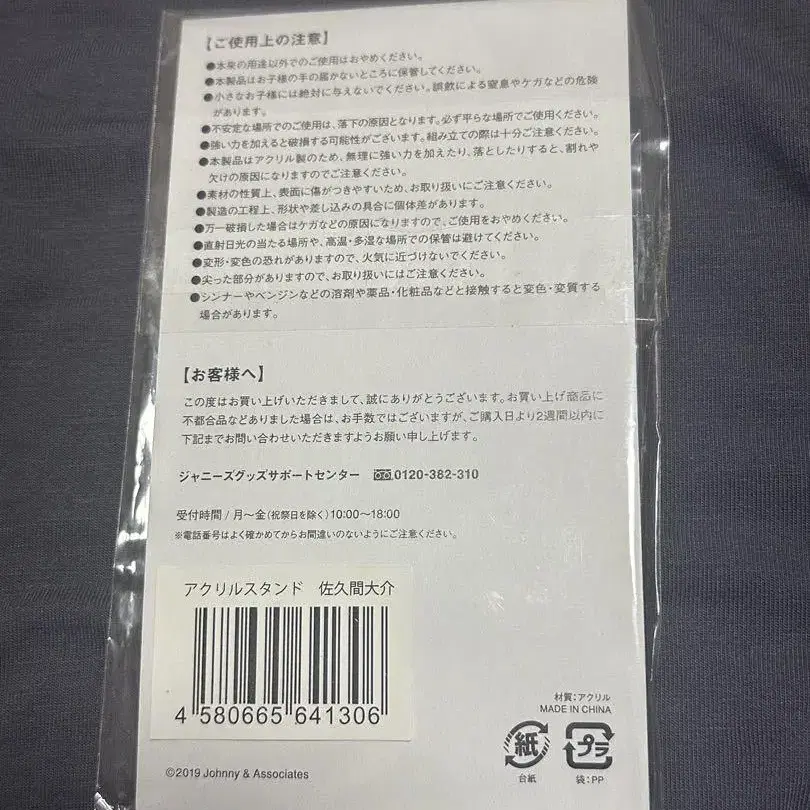 【ご使用上の注意】
●本来の用途以外でのご使用はおやめください。
●本製品はお子様の手の届かないところに保管してください。
●小さなお子様には絶対に与えないでください。誤飲による窒息やケガなどの危険
があります。
●不安定な場所でのご使用は、落下の原因となります。必ず平らな場所でご使用ください。
●強い力を加えると破損する可能性がございます。組み立ての際は十分ご注意ください。
●本製品はアクリル製のため、無理に強い力を加えたり、落としたりすると、割れや
欠けの原因になりますのでご注意ください。
●素材の性質上、表面に傷がつきやすいため、お取り扱いにご注意ください。
●製造の工程上、形状や差し込みの具合に個体差があります。
●万一破損した場合はケガなどの原因になりますので、ご使用をおやめください。
●直射日光の当たる場所や、高温・多湿な場所での保管は避けてください。
●変形・変色の恐れがありますので、火気に近づけないでください。
●尖った部分がありますので、お取り扱いにはご注意ください。
●シンナーやベンジンなどの溶剤や薬品・化粧品などと接触すると変色・変質する
場合があります。
【お客様へ】
この度はお買い上げいただきまして、誠にありがとうございます。お買い上げ商品に
不都合品などありました場合は、お手数ではございますが、ご購入日より2週間以内に
下記までお問い合わせいただきますようお願い申し上げます。
ジャニーズグッズサポートセンター 0120-382-310
受付時間/月〜金(祝祭日を除く)10:00〜18:00
※電話番号はよく確かめてからお間違いのないようにご注意ください。
アクリルスタンド 佐久間大介
4 580665 641306
材質:アクリル
MADE IN CHINA
紙 プラ
台紙 袋:PP
©2019 Johnny & Associates